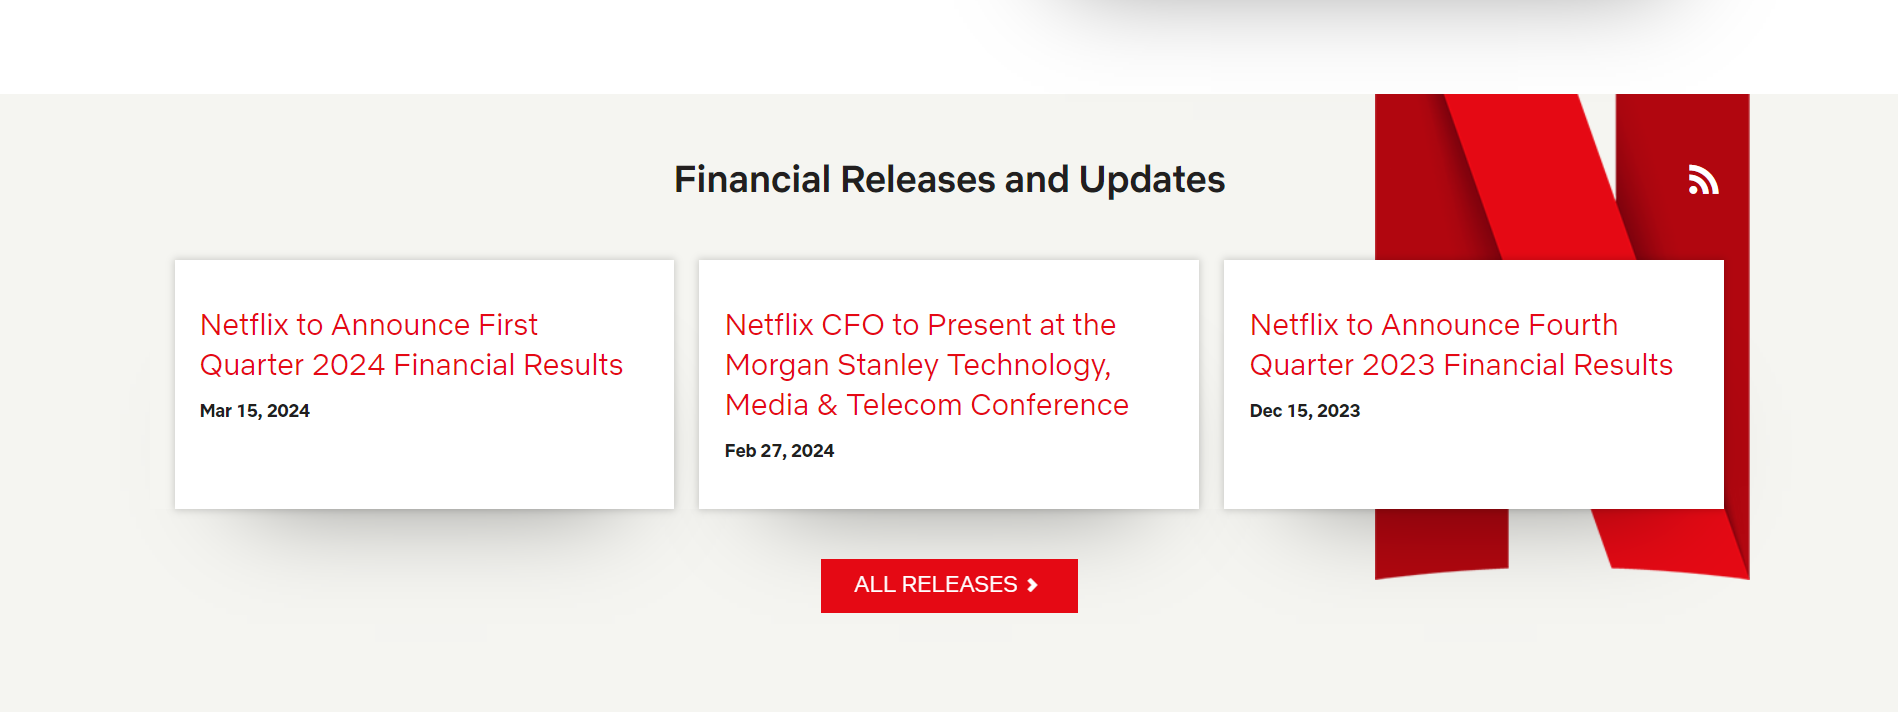 Financial Releases and Updates
Netflix to Announce First
Quarter 2024 Financial Results
Mar 15, 2024
Netflix CFO to Present at the
Morgan Stanley Technology,
Media & Telecom Conference
Feb 27, 2024
Netflix to Announce Fourth
Quarter 2023 Financial Results
Dec 15, 2023
ALL RELEASES